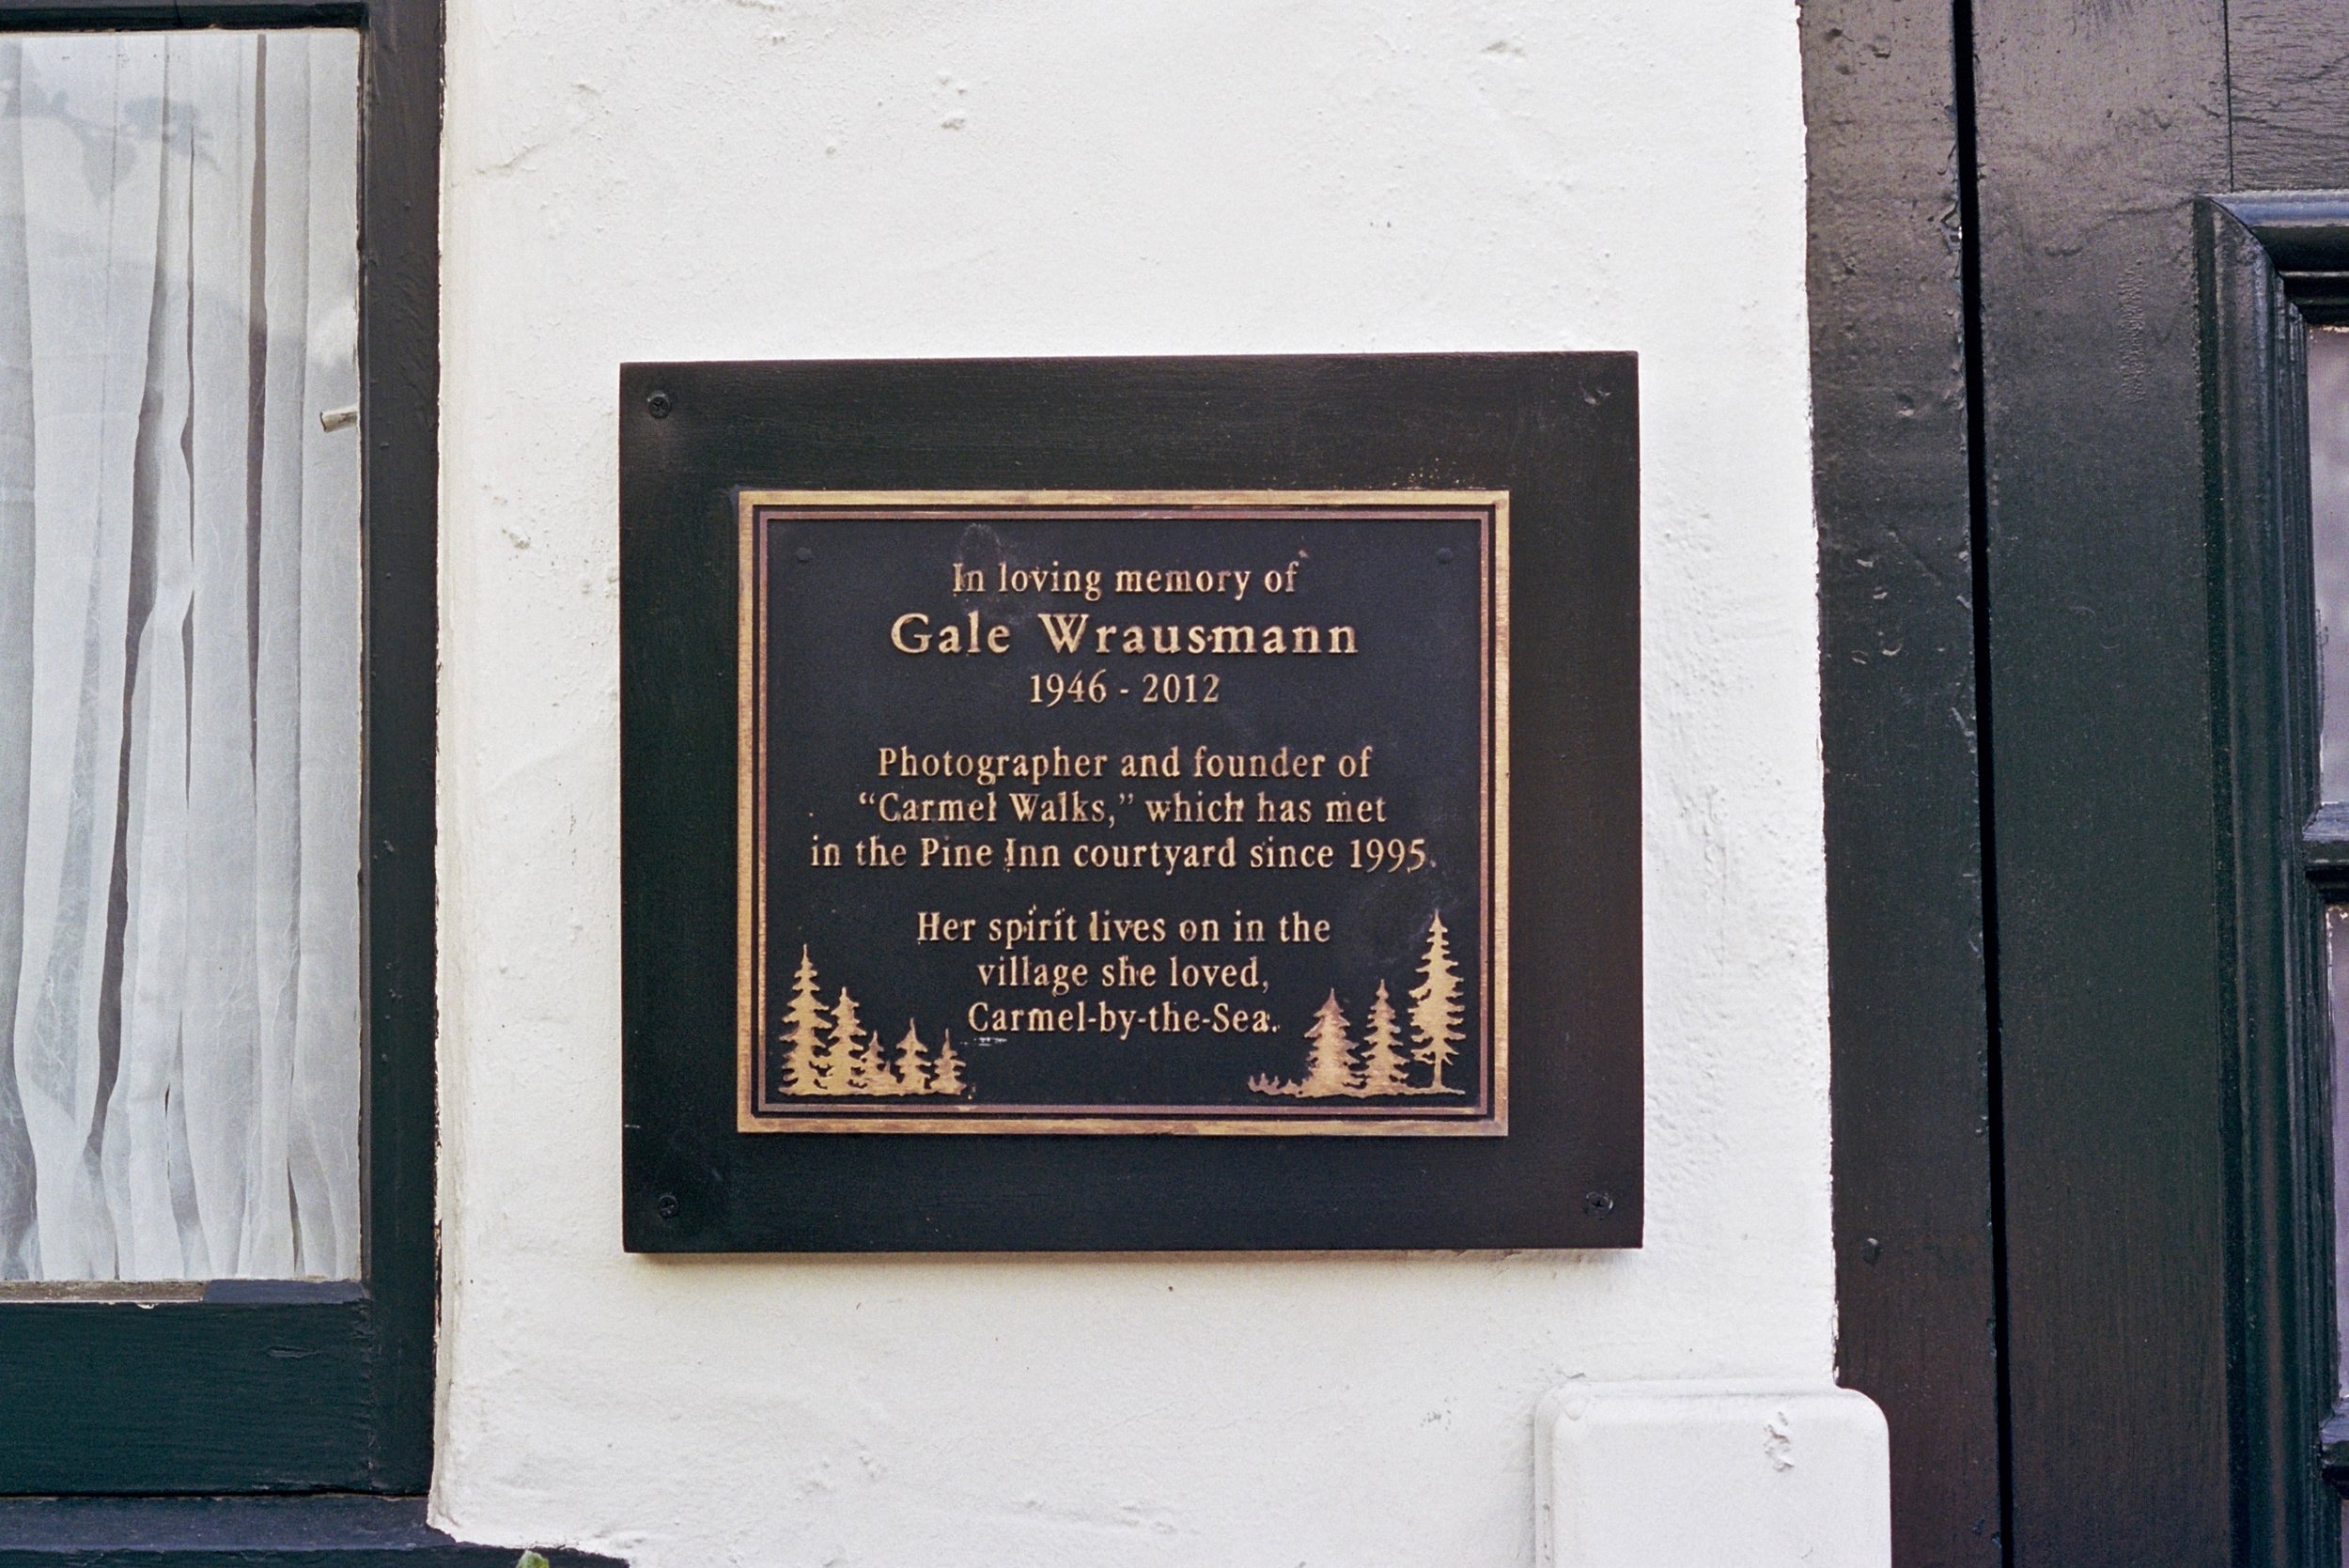 In loving memory of
Gale Wrausmann
1946 - 2012
Photographer and founder of
“Carmel Walks,” which has met
in the Pine Inn courtyard since 1995.
Her spirit lives on in the
village she loved,
Carmel-by-the-Sea.